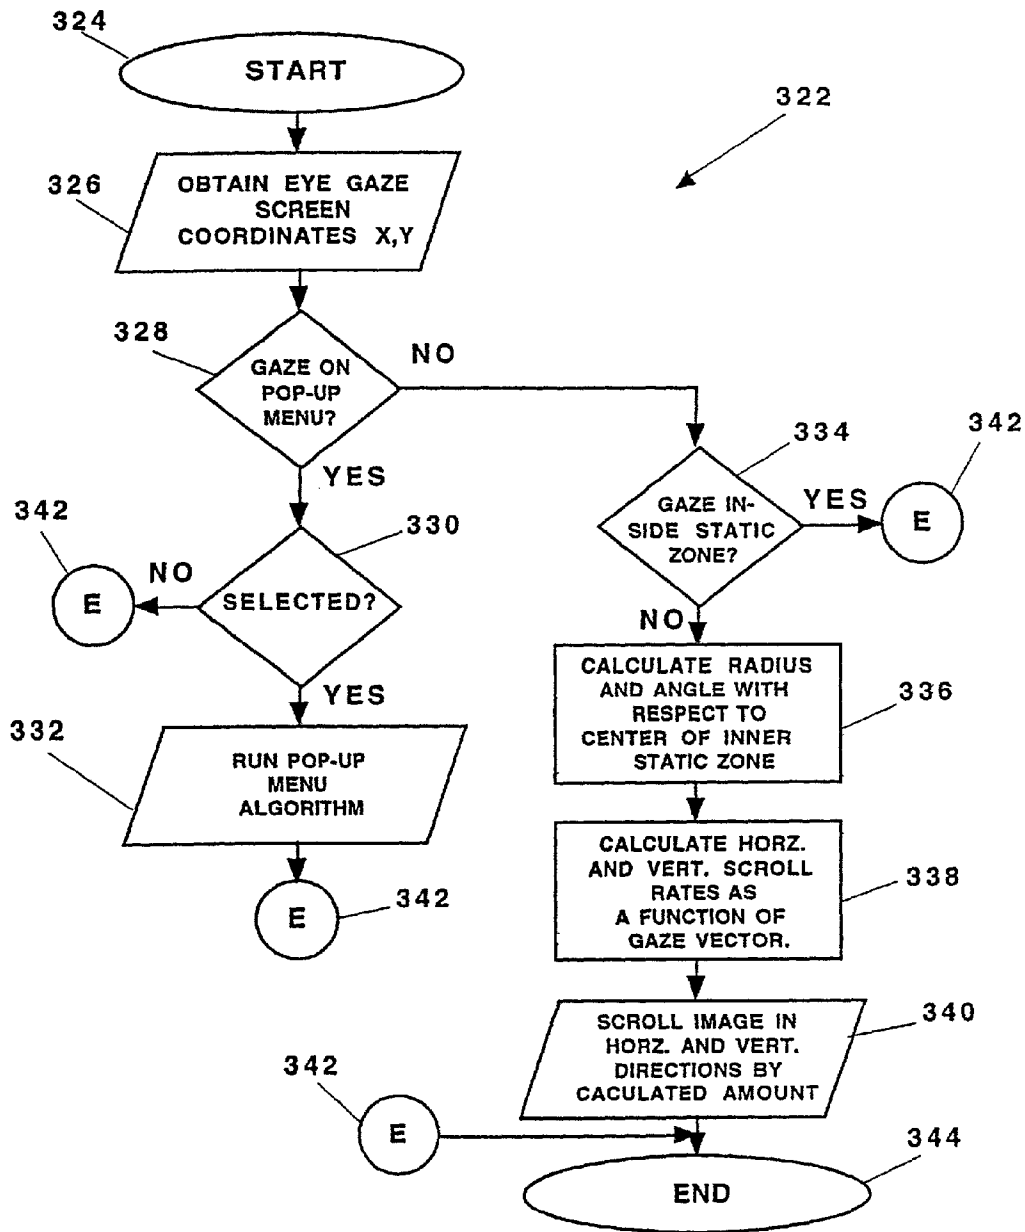 324
START
322
326
OBTAIN EYE GAZE
SCREEN
COORDINATES X,Y
328
GAZE ON
POP-UP
MENU?
NO
YES
334
342
GAZE IN-
SIDE STATIC
ZONE?
YES
E
NO
342
330
NO
E
SELECTED?
YES
332
RUN POP-UP
MENU
ALGORITHM
E
342
CALCULATE RADIUS
AND ANGLE WITH
RESPECT TO
CENTER OF INNER
STATIC ZONE
336
CALCULATE HORZ.
AND VERT. SCROLL
RATES AS
A FUNCTION OF
GAZE VECTOR.
338
SCROLL IMAGE IN
HORZ. AND VERT.
DIRECTIONS BY
CACULATED AMOUNT
340
342
E
344
END